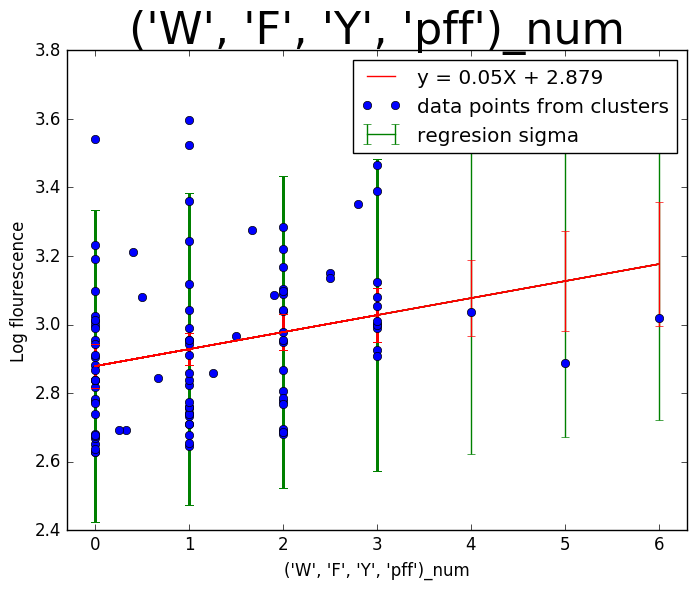 ('W', 'F', 'Y', 'pff')_num
y = 0.05X + 2.879
data points from clusters
regresion sigma
Log flourescence
3.8
3.6
3.4
3.2
3.0
2.8
2.6
2.4
0 1 2 3 4 5 6
('W', 'F', 'Y', 'pff')_num